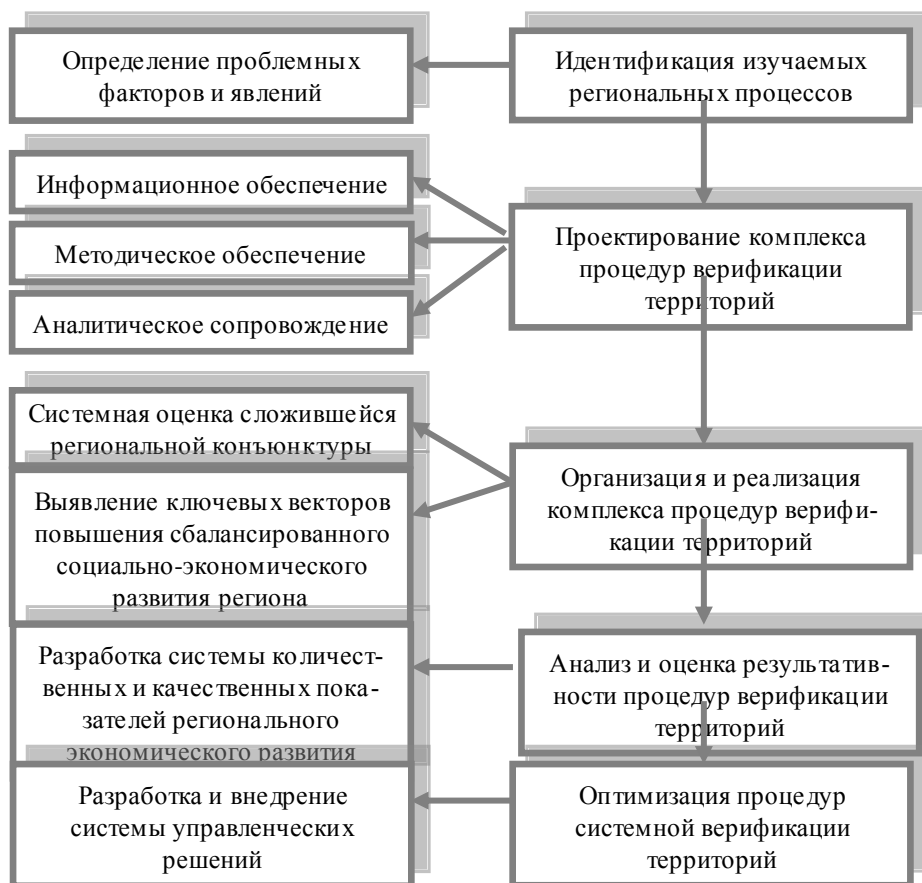 Определение проблемных
факторов и явлений
Идентификация изучаемых
региональных процессов
Информационное обеспечение
Методическое обеспечение
Аналитическое сопровождение
Проектирование комплекса
процедур верификации
территорий
Системная оценка сложившейся
региональной конъюнктуры
Выявление ключевых векторов
повышения сбалансированного
социально-экономического
развития региона
Организация и реализация
комплекса процедур верифи-
кации территорий
Разработка системы количест-
венных и качественных пока-
зателей регионального
экономического развития
Анализ и оценка результатив-
ности процедур верификации
территорий
Разработка и внедрение
системы управленческих
решений
Оптимизация процедур
системной верификации
территорий